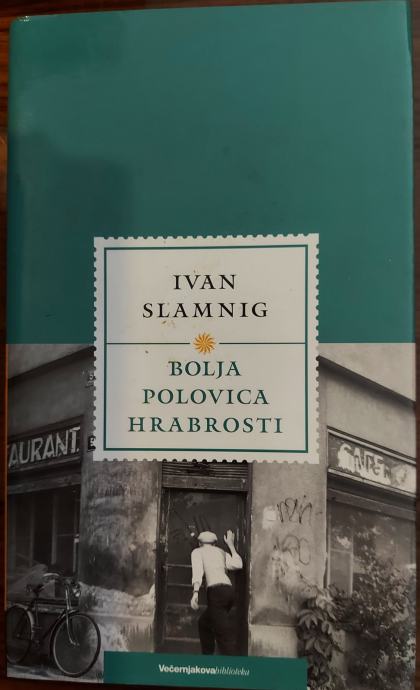 IVAN
SLAMNIG
BOLJA
POLOVICA
HRABROSTI
AURANT
Večernjakovabiblioteka